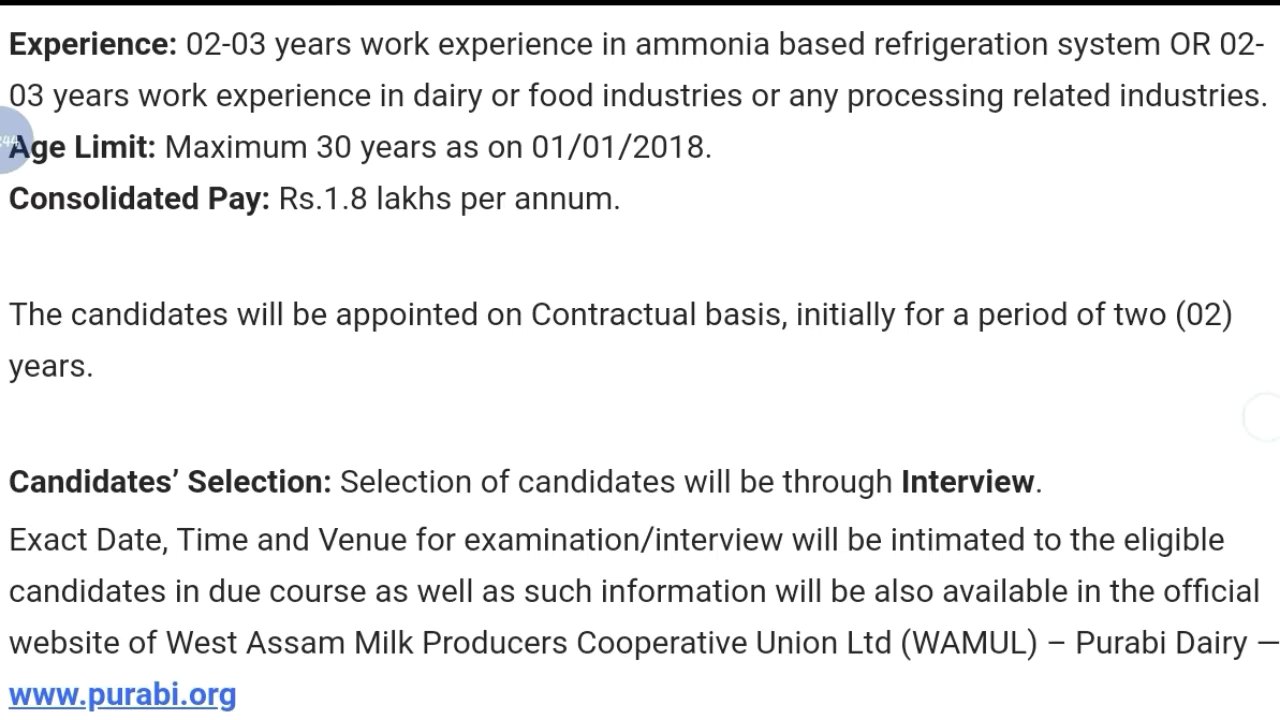 Experience: 02-03 years work experience in ammonia based refrigeration system OR 02-
03 years work experience in dairy or food industries or any processing related industries.
Age Limit: Maximum 30 years as on 01/01/2018.
Consolidated Pay: Rs.1.8 lakhs per annum.
The candidates will be appointed on Contractual basis, initially for a period of two (02)
years.
Candidates’ Selection: Selection of candidates will be through Interview.
Exact Date, Time and Venue for examination/interview will be intimated to the eligible
candidates in due course as well as such information will be also available in the official
website of West Assam Milk Producers Cooperative Union Ltd (WAMUL) – Purabi Dairy —
www.purabi.org